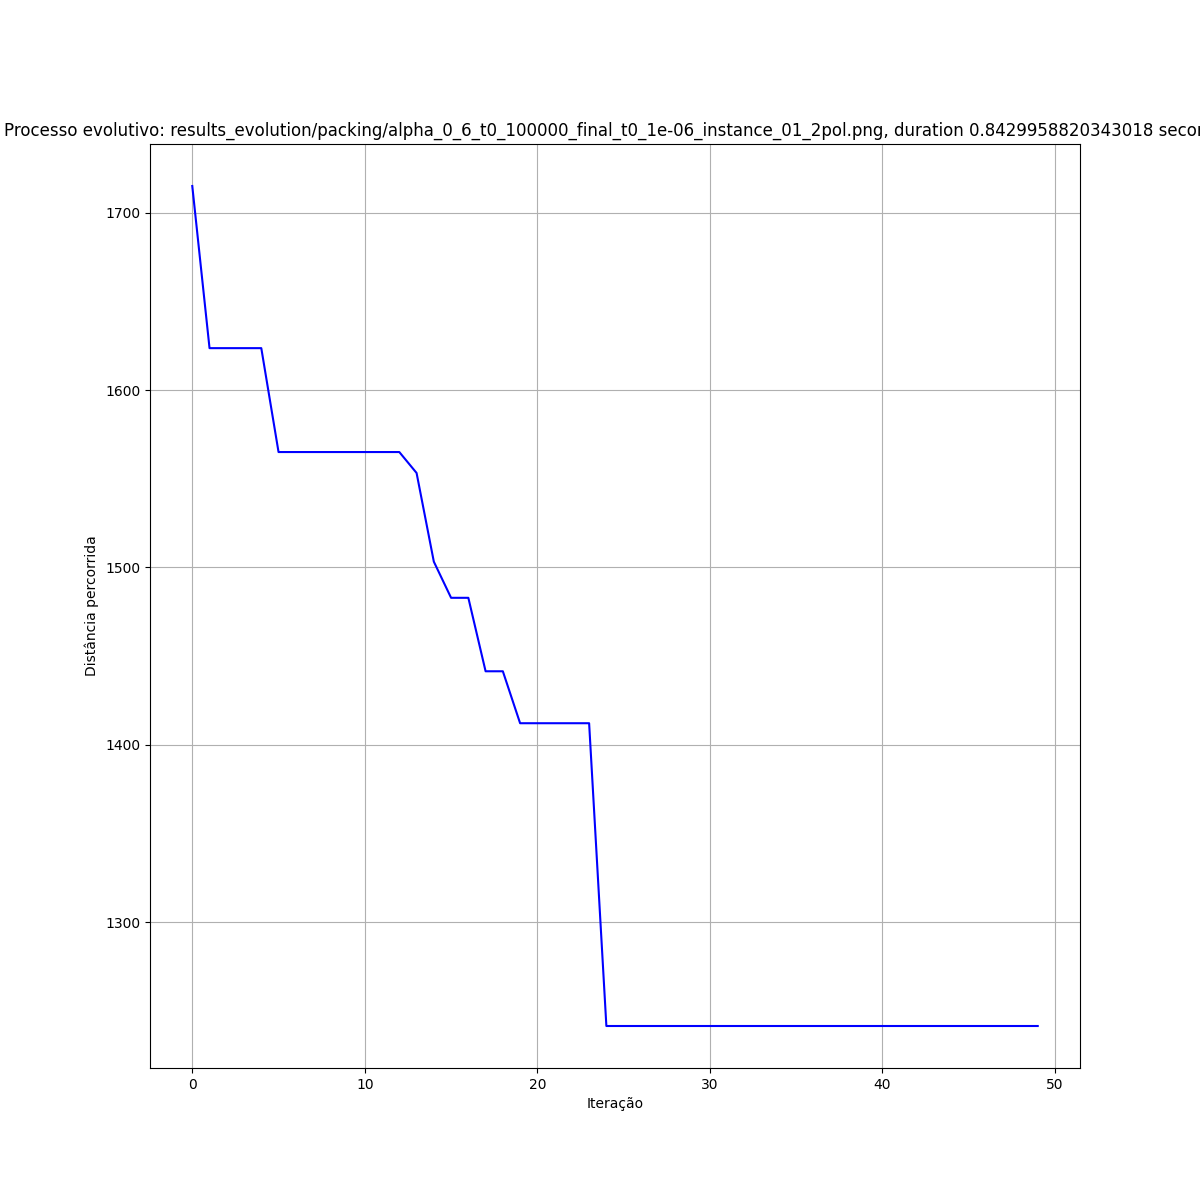 Processo evolutivo: results_evolution/packing/alpha_0_6_t0_100000_final_t0_1e-06_instance_01_2pol.png, duration 0.8429958820343018
1700
1600
1500
1400
1300
Distância percorrida
0 10 20 30 40 50
Iteração